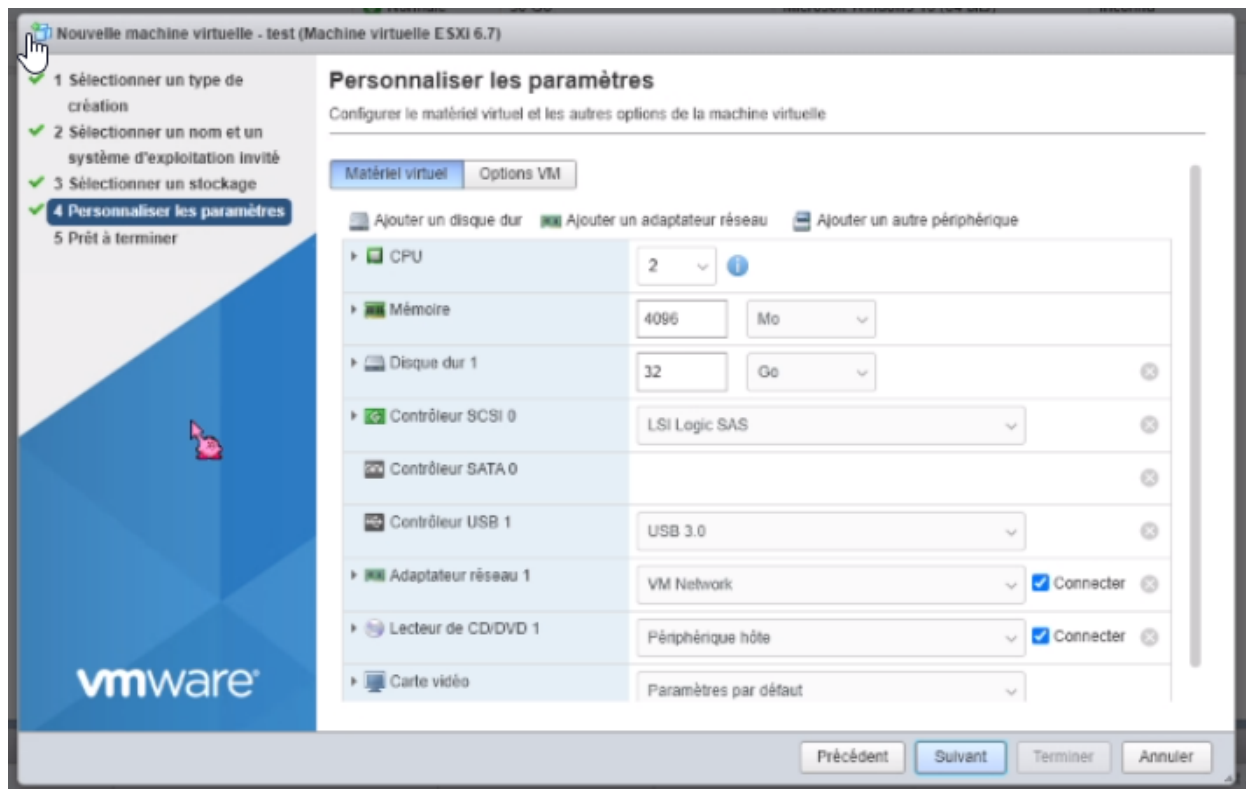 Nouvelle machine virtuelle - test (Machine virtuelle ESXi 6.7)
1 Sélectionner un type de
création
2 Sélectionner un nom et un
système d'exploitation invité
3 Sélectionner un stockage
4 Personnaliser les paramètres
5 Prêt à terminer
vmware®
Personnaliser les paramètres
Configurer le matériel virtuel et les autres options de la machine virtuelle
Matériel virtuel Options VM
Ajouter un disque dur Ajouter un adaptateur réseau Ajouter un autre périphérique
CPU 2
Mémoire 4096 Mo
Disque dur 1 32 Go
Contrôleur SCSI 0 LSI Logic SAS
Contrôleur SATA 0
Contrôleur USB 1 USB 3.0
Adaptateur réseau 1 VM Network Connecter
Lecteur de CD/DVD 1 Périphérique hôte Connecter
Carte vidéo Paramètres par défaut
Précédent Suivant Terminer Annuler